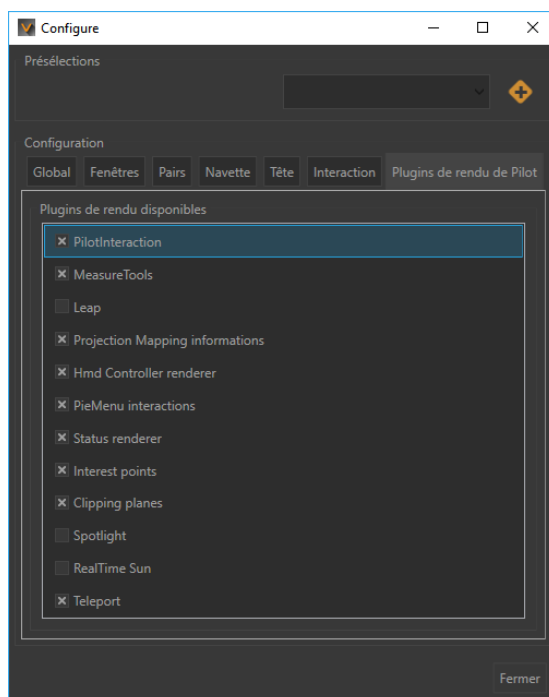 Configure
Présélections
Configuration
Global Fenêtres Pairs Navette Tête Interaction Plugins de rendu de Pilot
Plugins de rendu disponibles
PilotInteraction
MeasureTools
Leap
Projection Mapping informations
Hmd Controller renderer
PieMenu interactions
Status renderer
Interest points
Clipping planes
Spotlight
RealTime Sun
Teleport
Fermer